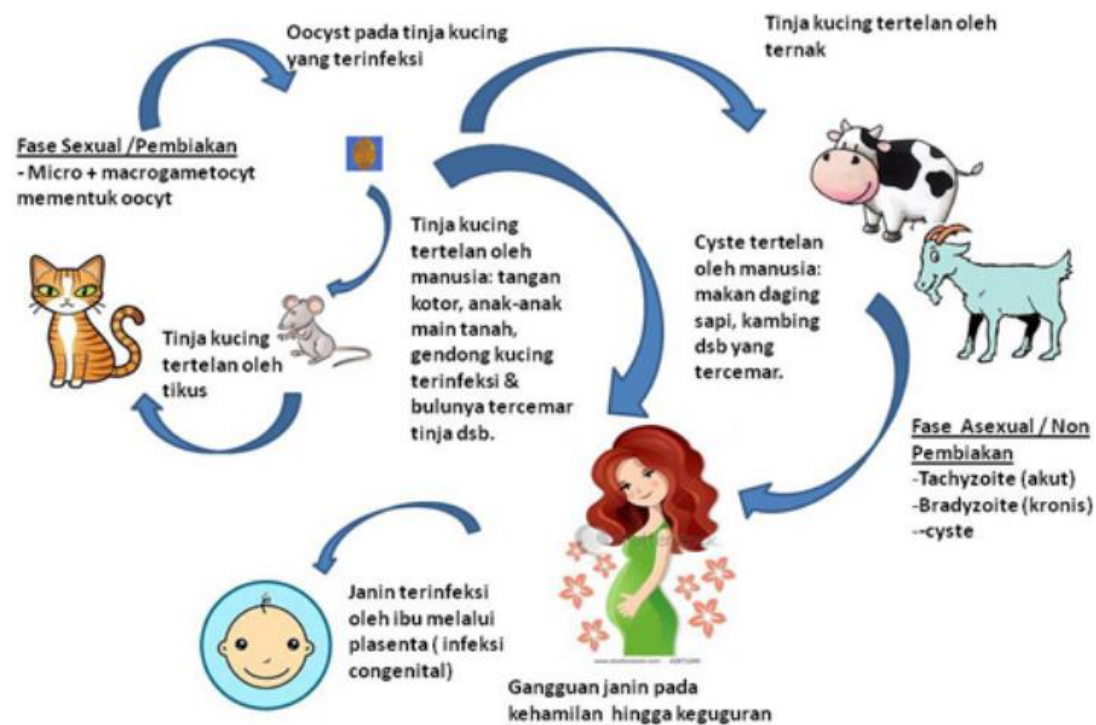 Oocyst pada tinja kucing
yang terinfeksi
Tinja kucing tertelan oleh
ternak
Fase Sexual /Pembiakan
- Micro + macrogametocyt
mementuk oocyt
Tinja kucing
tertelan oleh
tikus
Tinja kucing
tertelan oleh
manusia: tangan
kotor, anak-anak
main tanah,
gendong kucing
terinfeksi &
bulunya tercemar
tinja dsb.
Cyste tertelan
oleh manusia:
makan daging
sapi, kambing
dsb yang
tercemar.
Fase Asexual / Non
Pembiakan
-Tachyzoite (akut)
-Bradyzoite (kronis)
--cyste
Janin terinfeksi
oleh ibu melalui
plasenta ( infeksi
congenital)
Gangguan janin pada
kehamilan hingga keguguran